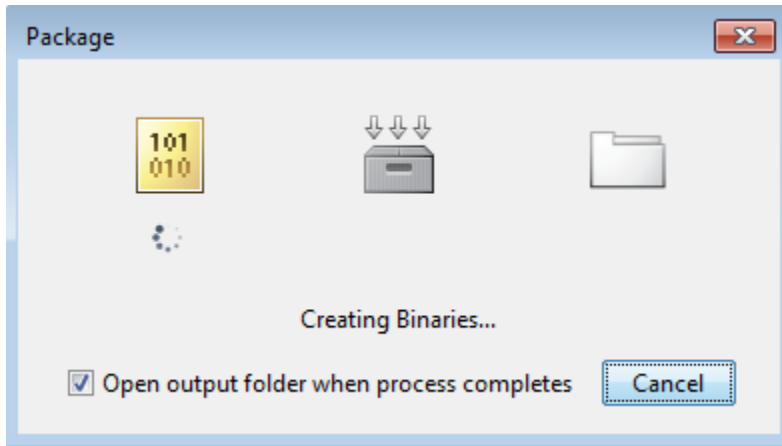 Package
101
010
Creating Binaries...
Open output folder when process completes
Cancel